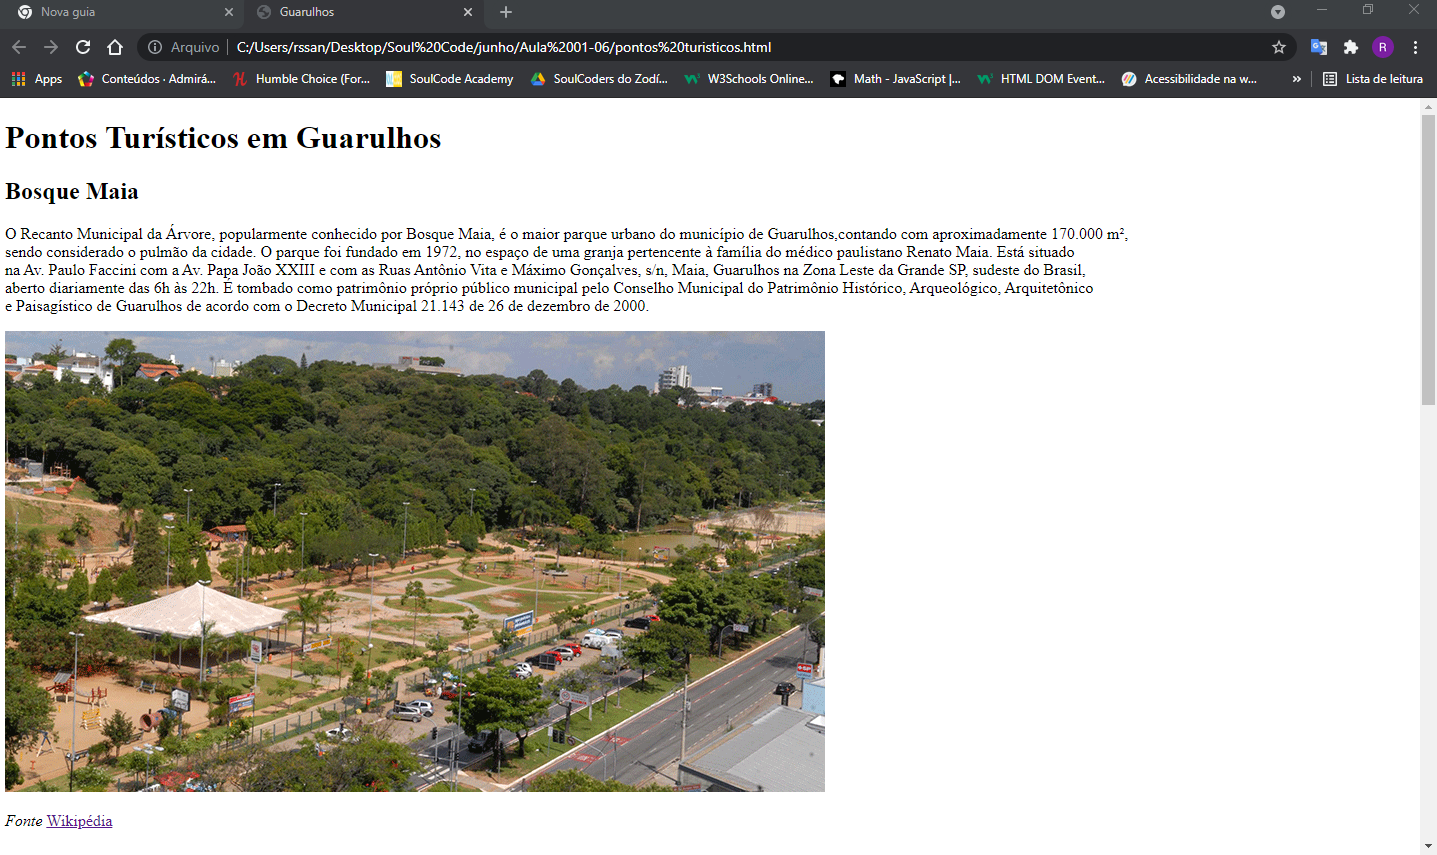 Nova guia
Guarulhos
Arquivo C:/Users/rssan/Desktop/Soul%20Code/junho/Aula%2001-06/pontos%20turisticos.html
R
Apps Conteúdos · Admirá... Humble Choice (For... SoulCode Academy SoulCoders do Zodí... W3Schools Online... Math - JavaScript |... HTML DOM Event... Acessibilidade na w... » Lista de leitura
Pontos Turísticos em Guarulhos
Bosque Maia
O Recanto Municipal da Árvore, popularmente conhecido por Bosque Maia, é o maior parque urbano do município de Guarulhos,contando com aproximadamente 170.000 m²,
sendo considerado o pulmão da cidade. O parque foi fundado em 1972, no espaço de uma granja pertencente à família do médico paulistano Renato Maia. Está situado
na Av. Paulo Faccini com a Av. Papa João XXIII e com as Ruas Antônio Vita e Máximo Gonçalves, s/n, Maia, Guarulhos na Zona Leste da Grande SP, sudeste do Brasil,
aberto diariamente das 6h às 22h. É tombado como patrimônio próprio público municipal pelo Conselho Municipal do Patrimônio Histórico, Arqueológico, Arquitetônico
e Paisagístico de Guarulhos de acordo com o Decreto Municipal 21.143 de 26 de dezembro de 2000.
Fonte Wikipédia